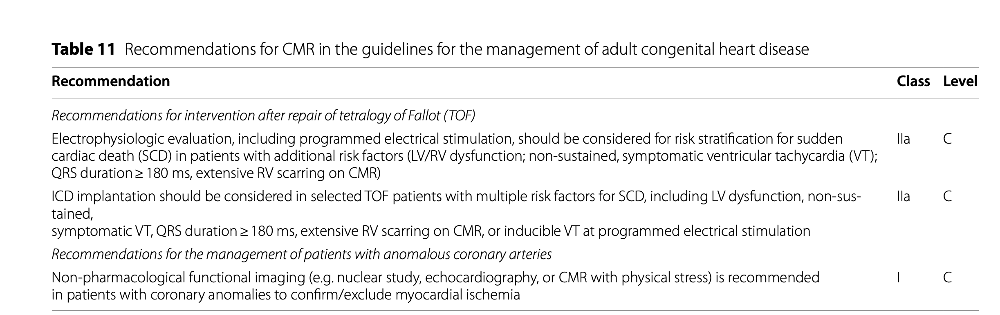 Table 11 Recommendations for CMR in the guidelines for the management of adult congenital heart disease
Recommendation Class Level
Recommendations for intervention after repair of tetralogy of Fallot (TOF)
Electrophysiologic evaluation, including programmed electrical stimulation, should be considered for risk stratification for sudden IIa C
cardiac death (SCD) in patients with additional risk factors (LV/RV dysfunction; non-sustained, symptomatic ventricular tachycardia (VT);
QRS duration ≥ 180 ms, extensive RV scarring on CMR)
ICD implantation should be considered in selected TOF patients with multiple risk factors for SCD, including LV dysfunction, non-sus- IIa C
tained,
symptomatic VT, QRS duration ≥ 180 ms, extensive RV scarring on CMR, or inducible VT at programmed electrical stimulation
Recommendations for the management of patients with anomalous coronary arteries
Non-pharmacological functional imaging (e.g. nuclear study, echocardiography, or CMR with physical stress) is recommended I C
in patients with coronary anomalies to confirm/exclude myocardial ischemia